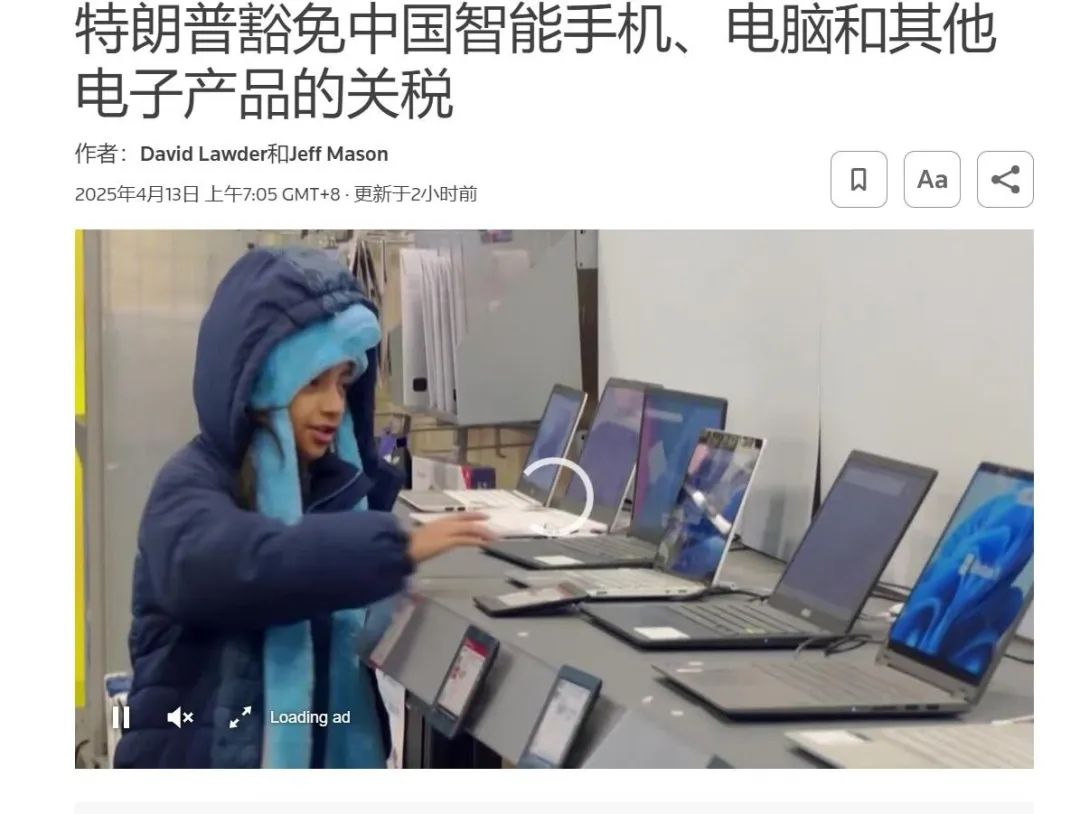 特朗普豁免中国智能手机、电脑和其他
电子产品的关税
作者：David Lawder和Jeff Mason
2025年4月13日 上午7:05 GMT+8 · 更新于2小时前
Aa
Loading ad